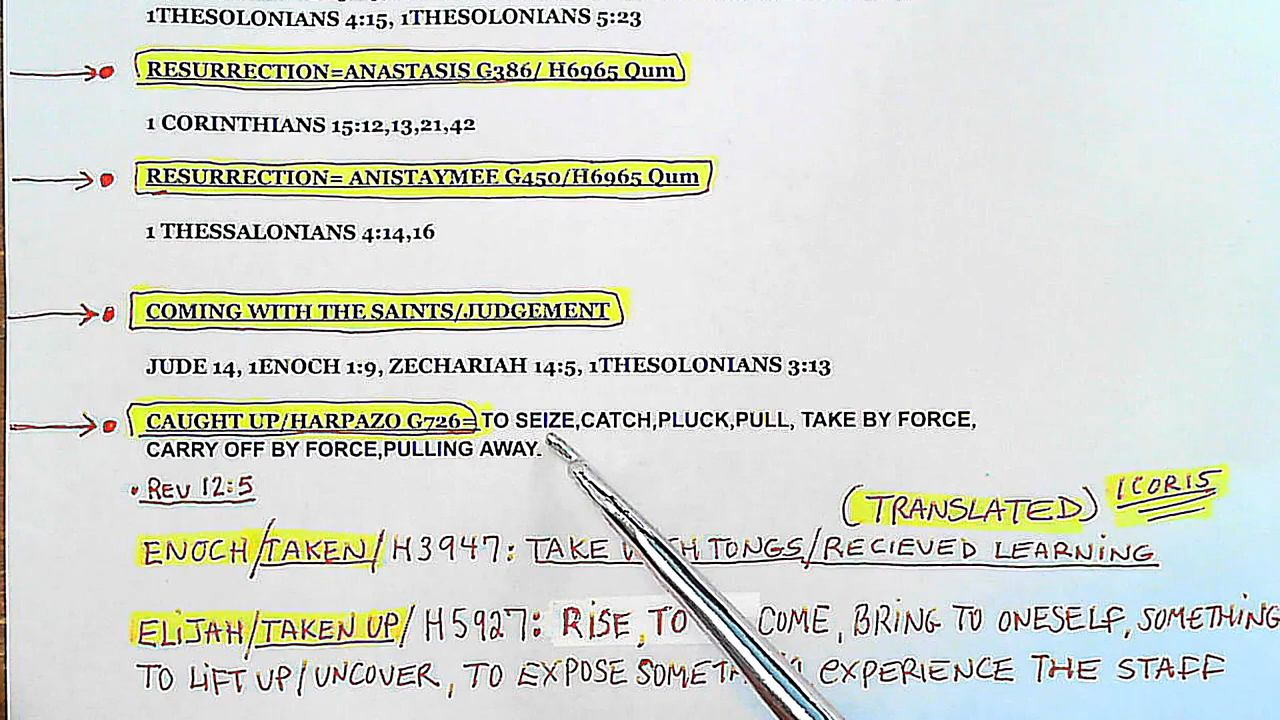 1THESOLONIANS 4:15, 1THESOLONIANS 5:23
RESURRECTION=ANASTASIS G386/ H6965 Qum
1 CORINTHIANS 15:12,13,21,42
RESURRECTION= ANISTAYMEE G450/H6965 Qum
1 THESSALONIANS 4:14,16
COMING WITH THE SAINTS/JUDGEMENT
JUDE 14, 1ENOCH 1:9, ZECHARIAH 14:5, 1THESOLONIANS 3:13
CAUGHT UP/HARPAZO G726= TO SEIZE,CATCH,PLUCK,PULL, TAKE BY FORCE,
CARRY OFF BY FORCE,PULLING AWAY.
• REV 12:5
(TRANSLATED) 1COR15
ENOCH/TAKEN/H3947: TAKE WITH TONGS/RECIEVED LEARNING
ELIJAH/TAKEN UP/H5927: RISE, TO COME, BRING TO ONESELF, SOMETHING
TO LIFT UP/UNCOVER, TO EXPOSE EXPERIENCE THE STAFF